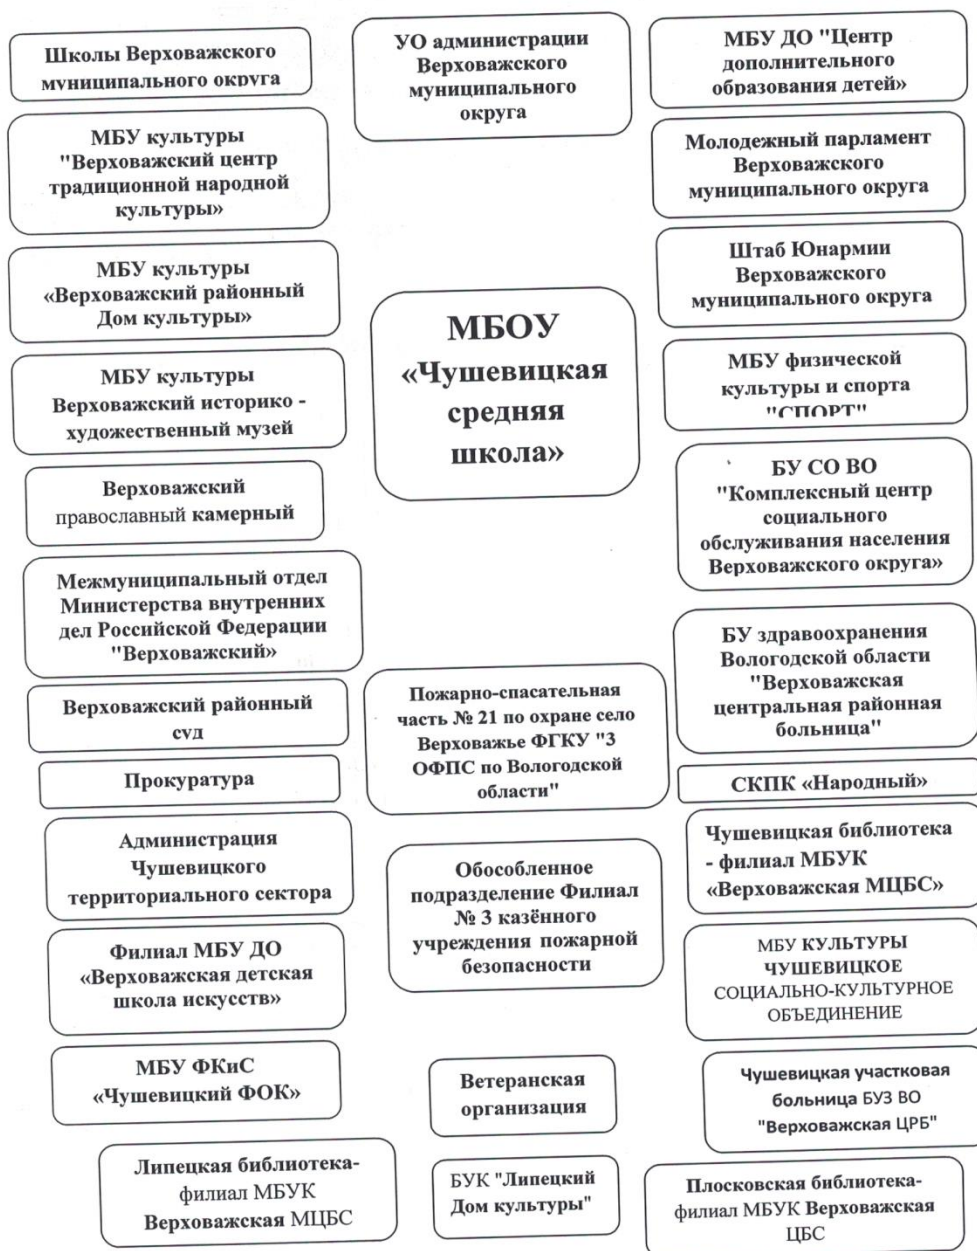 Школы Верховажского
муниципального округа
МБУ культуры
"Верховажский центр
традиционной народной
культуры»
МБУ культуры
«Верховажский районный
Дом культуры»
МБУ культуры
Верховажский историко -
художественный музей
Верховажский
православный камерный
Межмуниципальный отдел
Министерства внутренних
дел Российской Федерации
"Верховажский»
Верховажский районный
суд
Прокуратура
Администрация
Чушевицкого
территориального сектора
Филиал МБУ ДО
«Верховажская детская
школа искусств»
МБУ ФКиС
«Чушевицкий ФОК»
Липецкая библиотека-
филиал МБУК
Верховажская МЦБС
УО администрации
Верховажского
муниципального
округа
МБОУ
«Чушевицкая
средняя
школа»
Пожарно-спасательная
часть № 21 по охране село
Верховажье ФГКУ "3
ОФПС по Вологодской
области"
Обособленное
подразделение Филиал
№ 3 казённого
учреждения пожарной
безопасности
Ветеранская
организация
БУК "Липецкий
Дом культуры"
МБУ ДО "Центр
дополнительного
образования детей»
Молодежный парламент
Верховажского
муниципального округа
Штаб Юнармии
Верховажского
муниципального округа
МБУ физической
культуры и спорта
"СПОРТ"
БУ СО ВО
"Комплексный центр
социального
обслуживания населения
Верховажского округа»
БУ здравоохранения
Вологодской области
"Верховажская
центральная районная
больница"
СКПК «Народный»
Чушевицкая библиотека
- филиал МБУК
«Верховажская МЦБС»
МБУ КУЛЬТУРЫ
ЧУШЕВИЦКОЕ
СОЦИАЛЬНО-КУЛЬТУРНОЕ
ОБЪЕДИНЕНИЕ
Чушевицкая участковая
больница БУЗ ВО
"Верховажская ЦРБ"
Плосковская библиотека-
филиал МБУК Верховажская
ЦБС